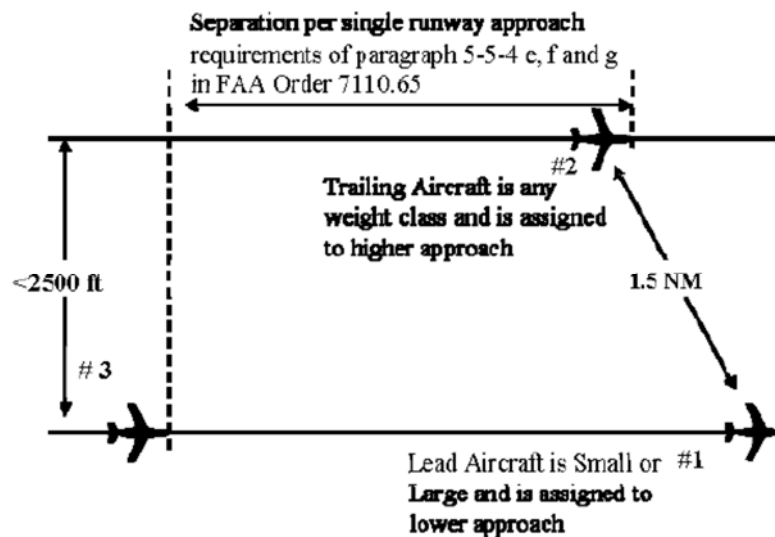 Separation per single runway approach
requirements of paragraph 5-5-4 e, f and g
in FAA Order 7110.65
#2
Trailing Aircraft is any
weight class and is assigned
to higher approach
<2500 ft
1.5 NM
# 3
Lead Aircraft is Small or #1
Large and is assigned to
lower approach